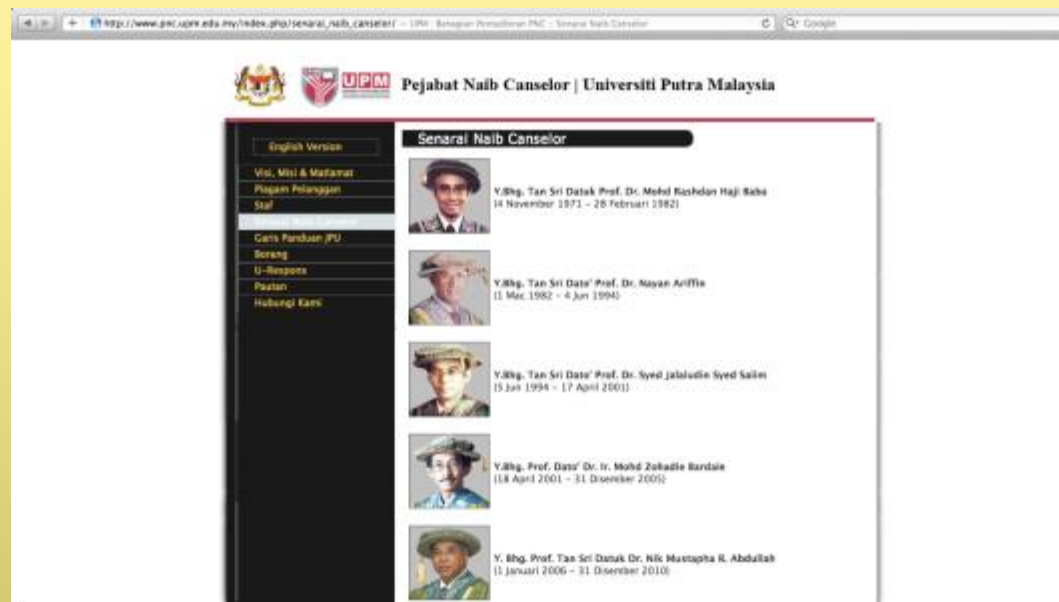 http://www.pnc.upm.edu.my/index.php/senarai_naib_canselor/ — UPM : Bahagian Pentadbiran PNC - Senarai Naib Canselor
Google
UPM
Pejabat Naib Canselor | Universiti Putra Malaysia
English Version
Visi, Misi & Matlamat
Piagam Pelanggan
Staf
Garis Panduan JPU
Borang
U-Respons
Pautan
Hubungi Kami
Senarai Naib Canselor
Y.Bhg. Tan Sri Datuk Prof. Dr. Mohd Rashdan Haji Baba
(4 November 1971 - 28 Februari 1982)
Y.Bhg. Tan Sri Dato' Prof. Dr. Nayan Ariffin
(1 Mac 1982 - 4 Jun 1994)
Y.Bhg. Tan Sri Dato' Prof. Dr. Syed Jalaludin Syed Salim
(5 Jun 1994 - 17 April 2001)
Y.Bhg. Prof. Dato' Dr. Ir. Mohd Zohadie Bardaie
(18 April 2001 - 31 Disember 2005)
Y. Bhg. Prof. Tan Sri Datuk Dr. Nik Mustapha R. Abdullah
(1 Januari 2006 - 31 Disember 2010)